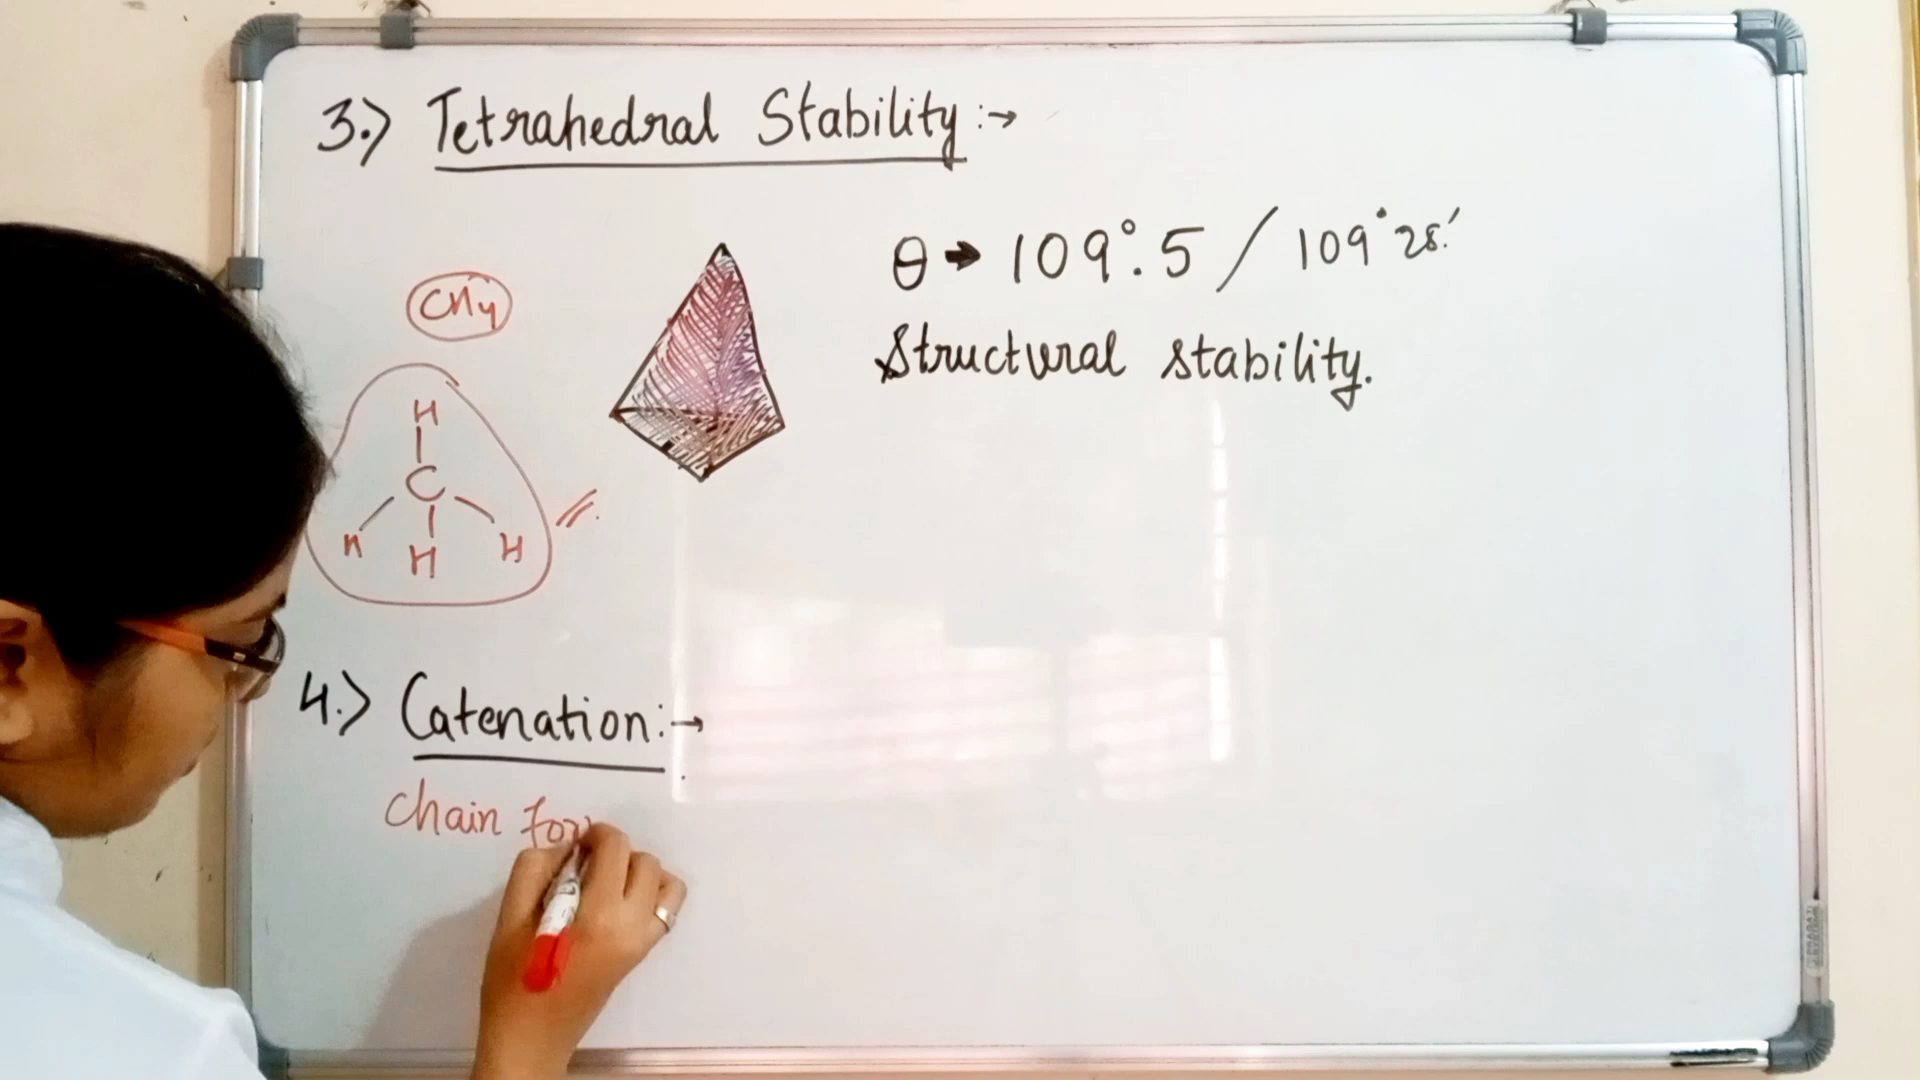 3.) Tetrahedral Stability :→
θ → 109°.5 / 109°28.'
Structural stability.
CH4
H
C
H H H
4.) Catenation :→
Chain for